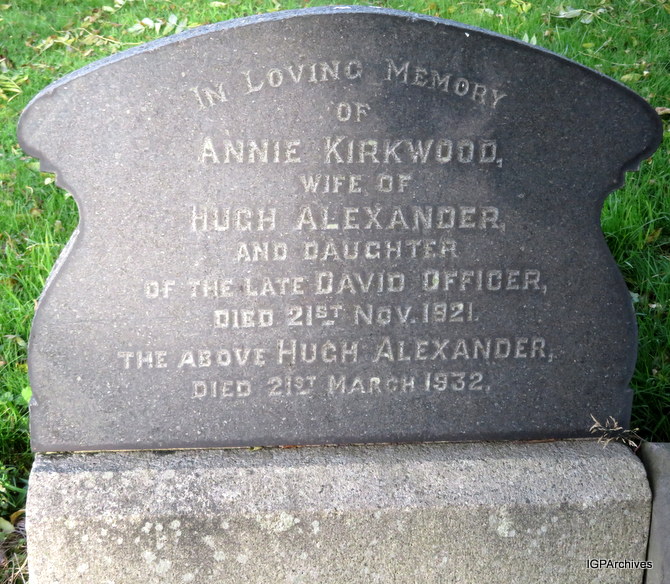 IN LOVING MEMORY
OF
ANNIE KIRKWOOD,
WIFE OF
HUGH ALEXANDER,
AND DAUGHTER
OF THE LATE DAVID OFFICER,
DIED 21ST NOV. 1921.
THE ABOVE HUGH ALEXANDER,
DIED 21ST MARCH 1932.
IGPArchives